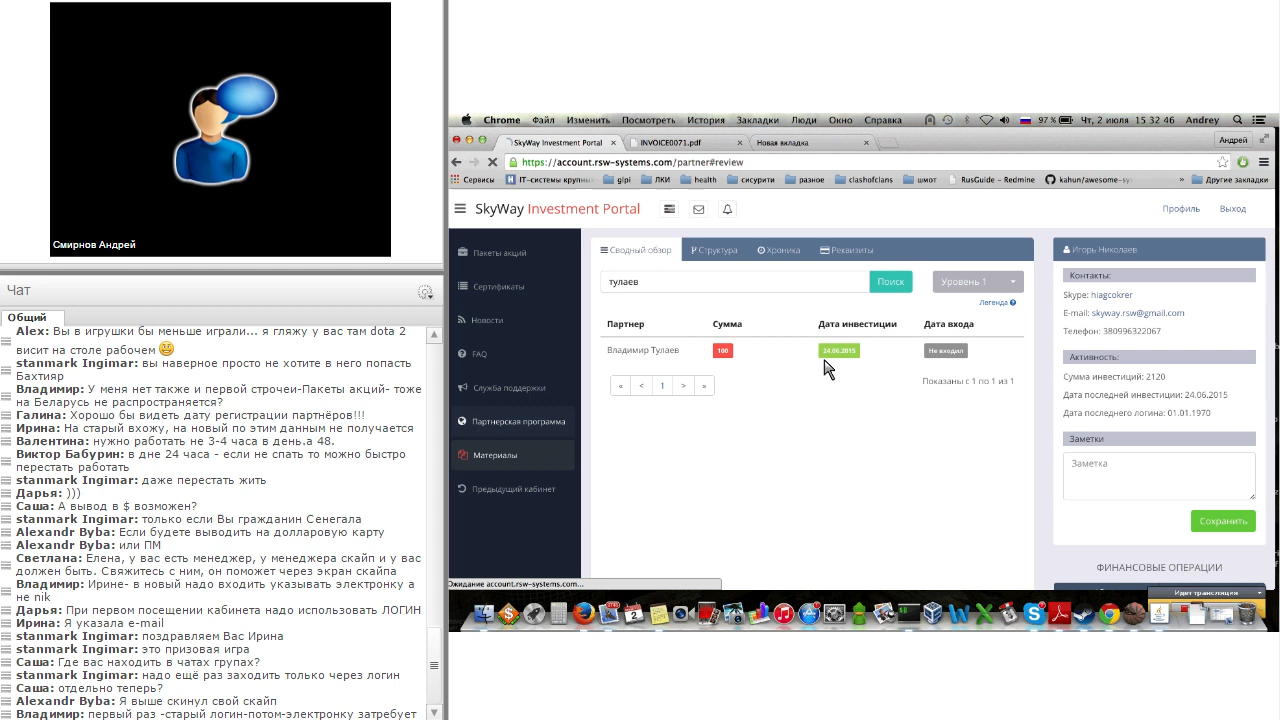 Смирнов Андрей
Чат
Общий
Alex: Вы в игрушки бы меньше играли... я гляжу у вас там dota 2
висит на столе рабочем
stanmark Ingimar: вы наверное просто не хотите в него попасть
Бахтияр
Владимир: У меня нет также и первой строчеи-Пакеты акций- тоже
на Беларусь не распространяется?
Галина: Хорошо бы видеть дату регистрации партнёров!!!
Ирина: На старый вхожу, на новый по этим данным не получается
Валентина: нужно работать не 3-4 часа в день.а 48.
Виктор Бабурин: в дне 24 часа - если не спать то можно быстро
перестать работать
stanmark Ingimar: даже перестать жить
Дарья: )))
Саша: А вывод в $ возможен?
stanmark Ingimar: только если Вы гражданин Сенегала
Alexandr Byba: Если будете выводить на долларовую карту
Alexandr Byba: или ПМ
Светлана: Елена, у вас есть менеджер, у менеджера скайп и у вас
должен быть. Свяжитесь с ним, он поможет через экран скайпа
Владимир: Ирине- в новый надо входить указывать электронку а
не nik
Дарья: При первом посещении кабинета надо использовать ЛОГИН
Ирина: Я указала e-mail
stanmark Ingimar: поздравляем Вас Ирина
stanmark Ingimar: это призовая игра
Саша: Где вас находить в чатах групах?
stanmark Ingimar: надо ещё раз заходить только через логин
Саша: отдельно теперь?
Alexandr Byba: Я выше скинул свой скайп
Владимир: первый раз -старый логин-потом-электронку затребует
Chrome Файл Изменить Посмотреть История Закладки Люди Окно Справка 97 % Чт, 2 июля 15 32 46 Andrey
SkyWay Investment Portal INVOICE0071.pdf Новая вкладка Андрей
https://account.rsw-systems.com/partner#review
Сервисы IT-системы крупны gipi ЛКИ health сисурити разное clashofclans шмот RusGuide - Redmine kahun/awesome-sy » Другие закладки
SkyWay Investment Portal Профиль Выход
Пакеты акций
Сертификаты
Новости
FAQ
Служба поддержки
Партнерская программа
Материалы
Предыдущий кабинет
Сводный обзор Структура Хроника Реквизиты
тулаев Поиск Уровень 1
Легенда
Партнер Сумма Дата инвестиции Дата входа
Владимир Тулаев 100 24.06.2015 Не входил
« < 1 > » Показаны с 1 по 1 из 1
Игорь Николаев
Контакты:
Skype: hiagcokrer
E-mail: skyway.rsw@gmail.com
Телефон: 380996322067
Активность:
Сумма инвестиций: 2120
Дата последней инвестиции: 24.06.2015
Дата последнего логина: 01.01.1970
Заметки
Заметка
Сохранить
ФИНАНСОВЫЕ ОПЕРАЦИИ
Ожидание account.rsw-systems.com...
Идет трансляция